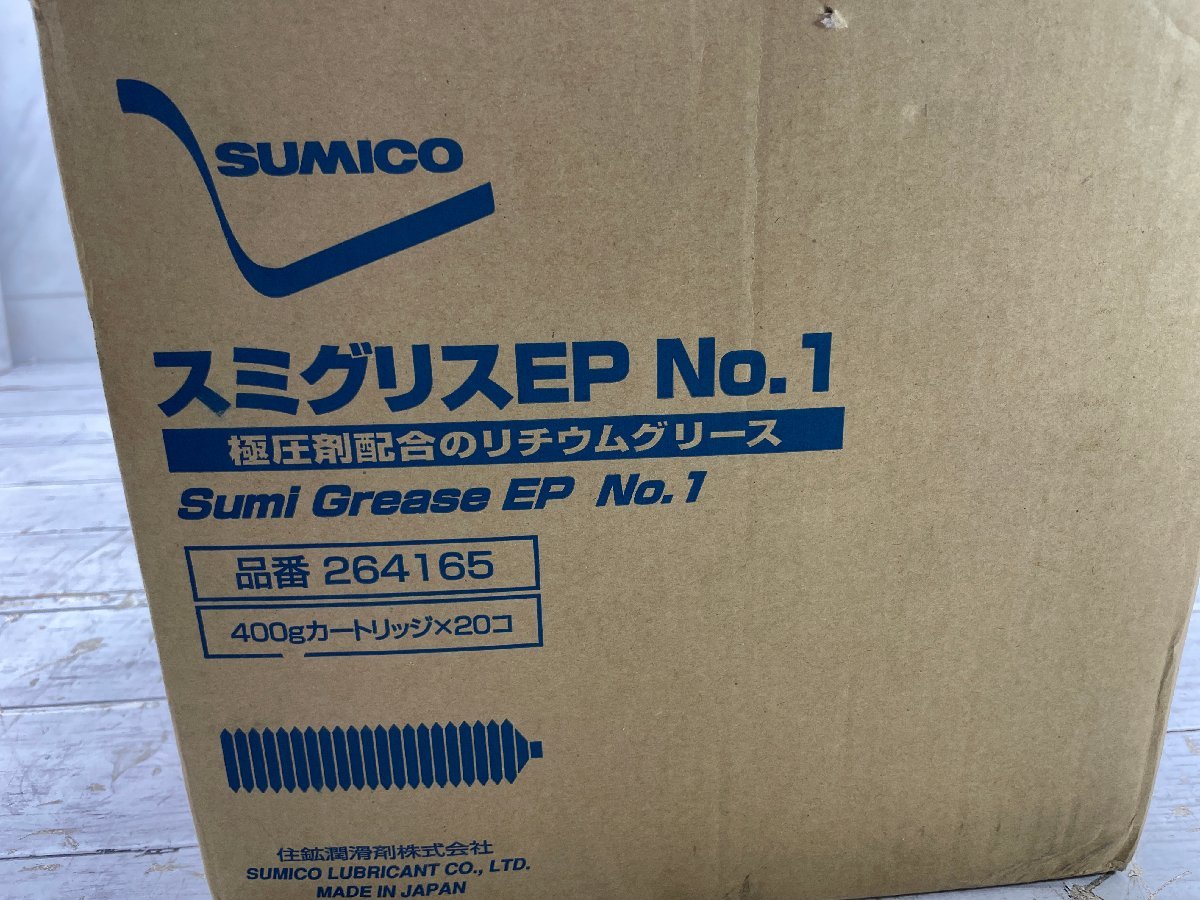 SUMICO
スミグリスEP No.1
極圧剤配合のリチウムグリース
Sumi Grease EP No.1
品番 264165
400gカートリッジ×20コ
住鉱潤滑剤株式会社
SUMICO LUBRICANT CO., LTD.
MADE IN JAPAN